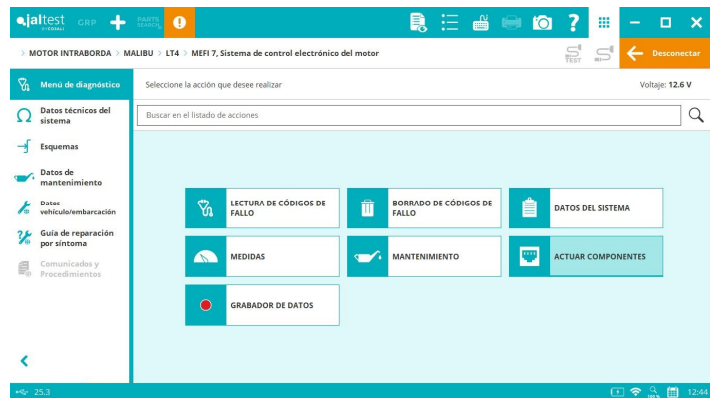 jaltest GRP PARTS SEARCH
BY COJALI
> MOTOR INTRABORDA > MALIBU > LT4 > MEFI 7, Sistema de control electrónico del motor
TEST
Desconectar
Menú de diagnóstico
Seleccione la acción que desee realizar
Voltaje: 12.6 V
Datos técnicos del
sistema
Buscar en el listado de acciones
Esquemas
Datos de
mantenimiento
Datos
vehículo/embarcación
Guía de reparación
por síntoma
Comunicados y
Procedimientos
LECTURA DE CÓDIGOS DE
FALLO
BORRADO DE CÓDIGOS DE
FALLO
DATOS DEL SISTEMA
MEDIDAS
MANTENIMIENTO
ACTUAR COMPONENTES
GRABADOR DE DATOS
25.3
100 %
12:44